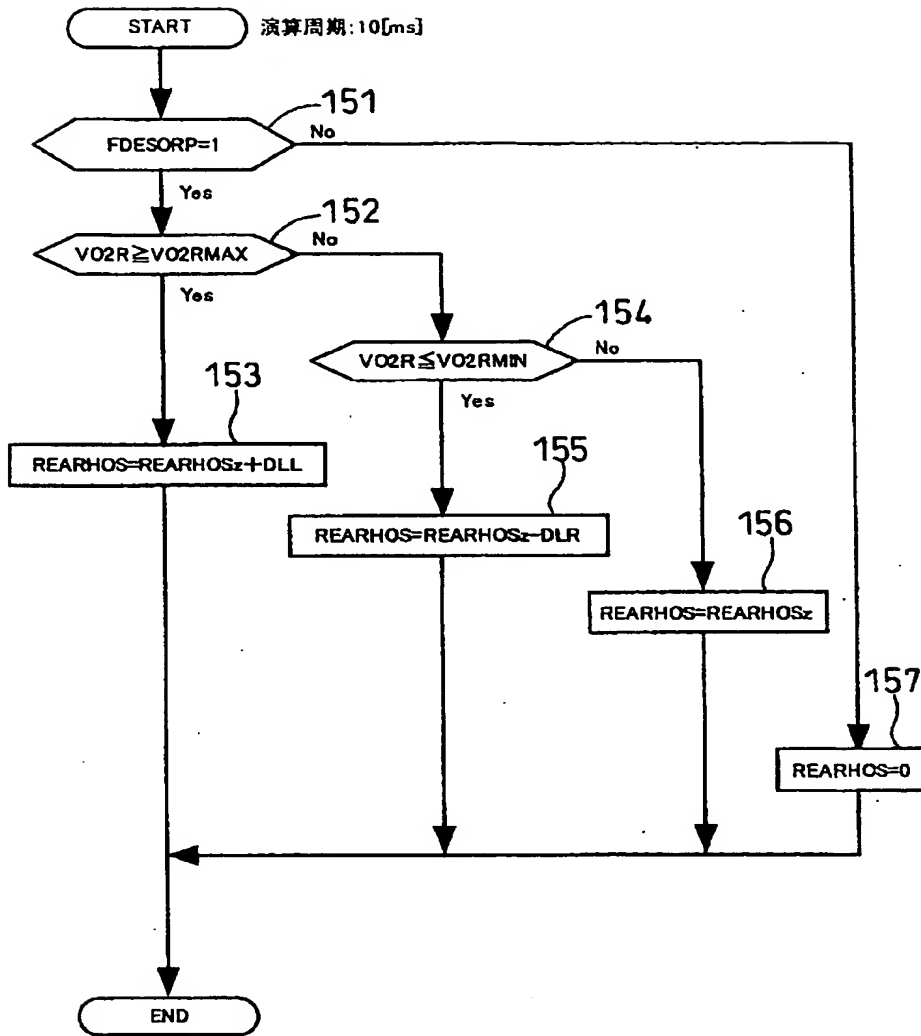 START 演算周期:10[ms]
151
FDESORP=1
No
Yes
152
VO2R≧VO2RMAX
No
Yes
154
VO2R≦VO2RMIN
No
Yes
153
REARHOS=REARHOSz+DLL
155
REARHOS=REARHOSz-DLR
156
REARHOS=REARHOSz
157
REARHOS=0
END